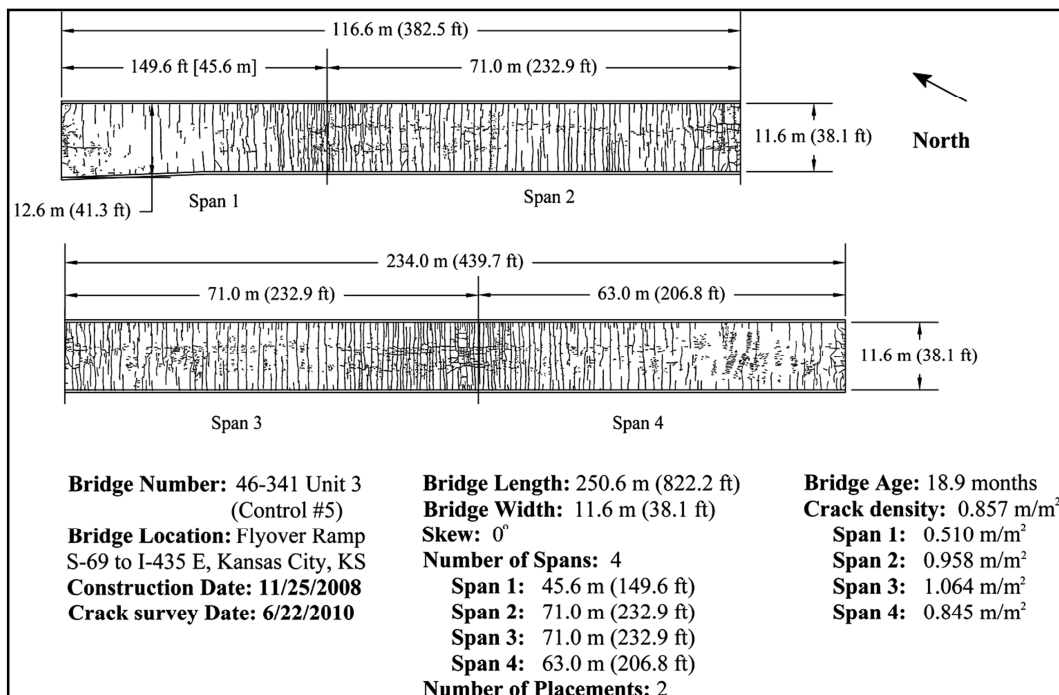 116.6 m (382.5 ft)
149.6 ft [45.6 m]
71.0 m (232.9 ft)
11.6 m (38.1 ft)
North
12.6 m (41.3 ft)
Span 1
Span 2
234.0 m (439.7 ft)
71.0 m (232.9 ft)
63.0 m (206.8 ft)
11.6 m (38.1 ft)
Span 3
Span 4
Bridge Number: 46-341 Unit 3
(Control #5)
Bridge Location: Flyover Ramp
S-69 to I-435 E, Kansas City, KS
Construction Date: 11/25/2008
Crack survey Date: 6/22/2010
Bridge Length: 250.6 m (822.2 ft)
Bridge Width: 11.6 m (38.1 ft)
Skew: 0°
Number of Spans: 4
Span 1: 45.6 m (149.6 ft)
Span 2: 71.0 m (232.9 ft)
Span 3: 71.0 m (232.9 ft)
Span 4: 63.0 m (206.8 ft)
Number of Placements: 2
Bridge Age: 18.9 months
Crack density: 0.857 m/m²
Span 1: 0.510 m/m²
Span 2: 0.958 m/m²
Span 3: 1.064 m/m²
Span 4: 0.845 m/m²